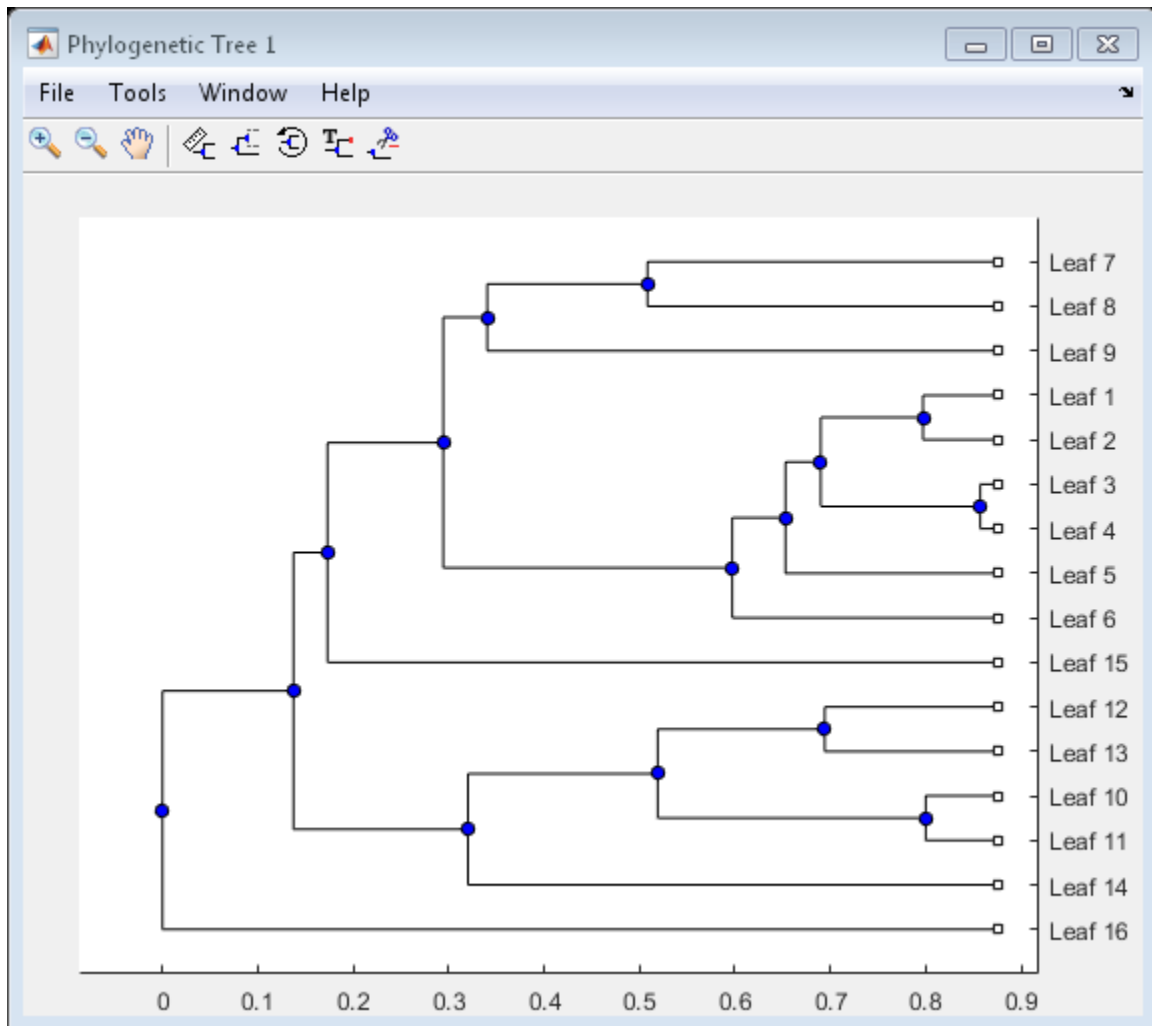 Phylogenetic Tree 1
File Tools Window Help
Leaf 7
Leaf 8
Leaf 9
Leaf 1
Leaf 2
Leaf 3
Leaf 4
Leaf 5
Leaf 6
Leaf 15
Leaf 12
Leaf 13
Leaf 10
Leaf 11
Leaf 14
Leaf 16
0 0.1 0.2 0.3 0.4 0.5 0.6 0.7 0.8 0.9